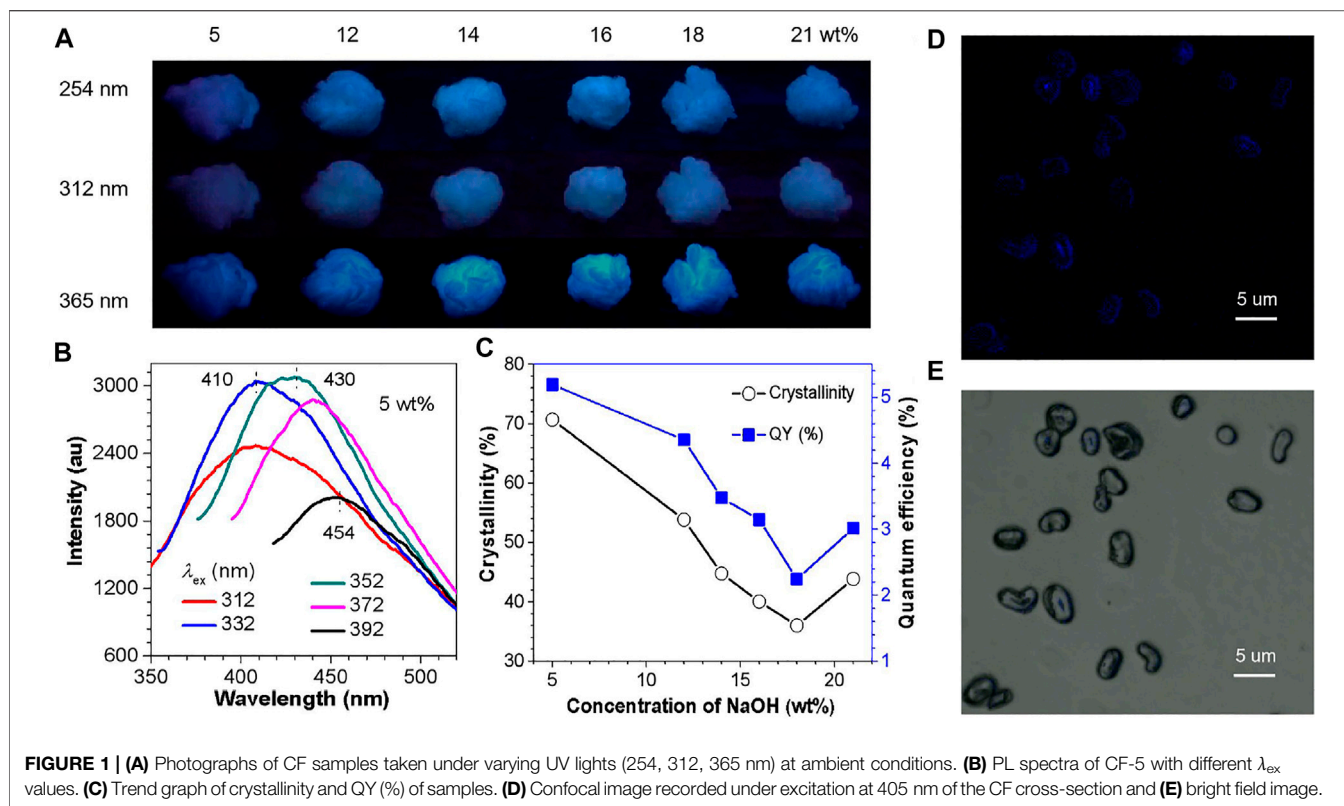 A
5 12 14 16 18 21 wt%
254 nm
312 nm
365 nm
B
410
430
5 wt%
454
3000
2400
1800
1200
600
Intensity (au)
λex (nm)
312
332
352
372
392
350 400 450 500
Wavelength (nm)
C
80
70
60
50
40
30
Crystallinity (%)
Crystallinity
QY (%)
5
4
3
2
1
Quantum efficiency (%)
5 10 15 20
Concentration of NaOH (wt%)
D
5 um
E
5 um
FIGURE 1 | (A) Photographs of CF samples taken under varying UV lights (254, 312, 365 nm) at ambient conditions. (B) PL spectra of CF-5 with different λex
values. (C) Trend graph of crystallinity and QY (%) of samples. (D) Confocal image recorded under excitation at 405 nm of the CF cross-section and (E) bright field image.